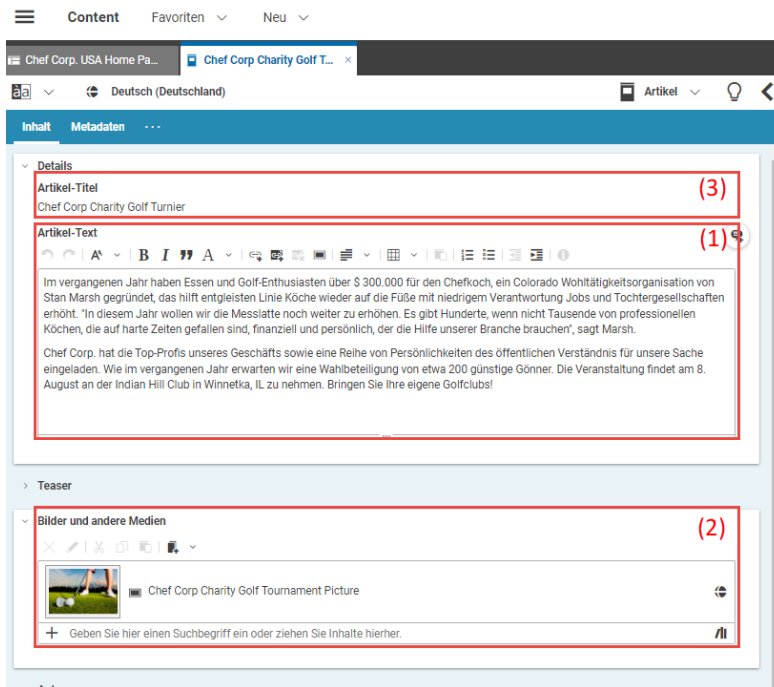 Content Favoriten Neu
Chef Corp. USA Home Pa... Chef Corp Charity Golf T... ×
àa Deutsch (Deutschland) Artikel
Inhalt Metadaten ...
Details
Artikel-Titel (3)
Chef Corp Charity Golf Turnier
Artikel-Text (1)
B I A
Im vergangenen Jahr haben Essen und Golf-Enthusiasten über $ 300.000 für den Chefkoch, ein Colorado Wohltätigkeitsorganisation von
Stan Marsh gegründet, das hilft entgleisten Linie Köche wieder auf die Füße mit niedrigem Verantwortung Jobs und Tochtergesellschaften
erhöht. "In diesem Jahr wollen wir die Messlatte noch weiter zu erhöhen. Es gibt Hunderte, wenn nicht Tausende von professionellen
Köchen, die auf harte Zeiten gefallen sind, finanziell und persönlich, der die Hilfe unserer Branche brauchen", sagt Marsh.
Chef Corp. hat die Top-Profis unseres Geschäfts sowie eine Reihe von Persönlichkeiten des öffentlichen Verständnis für unsere Sache
eingeladen. Wie im vergangenen Jahr erwarten wir eine Wahlbeteiligung von etwa 200 günstige Gönner. Die Veranstaltung findet am 8.
August an der Indian Hill Club in Winnetka, IL zu nehmen. Bringen Sie Ihre eigene Golfclubs!
Teaser
Bilder und andere Medien (2)
Chef Corp Charity Golf Tournament Picture
Geben Sie hier einen Suchbegriff ein oder ziehen Sie Inhalte hierher.